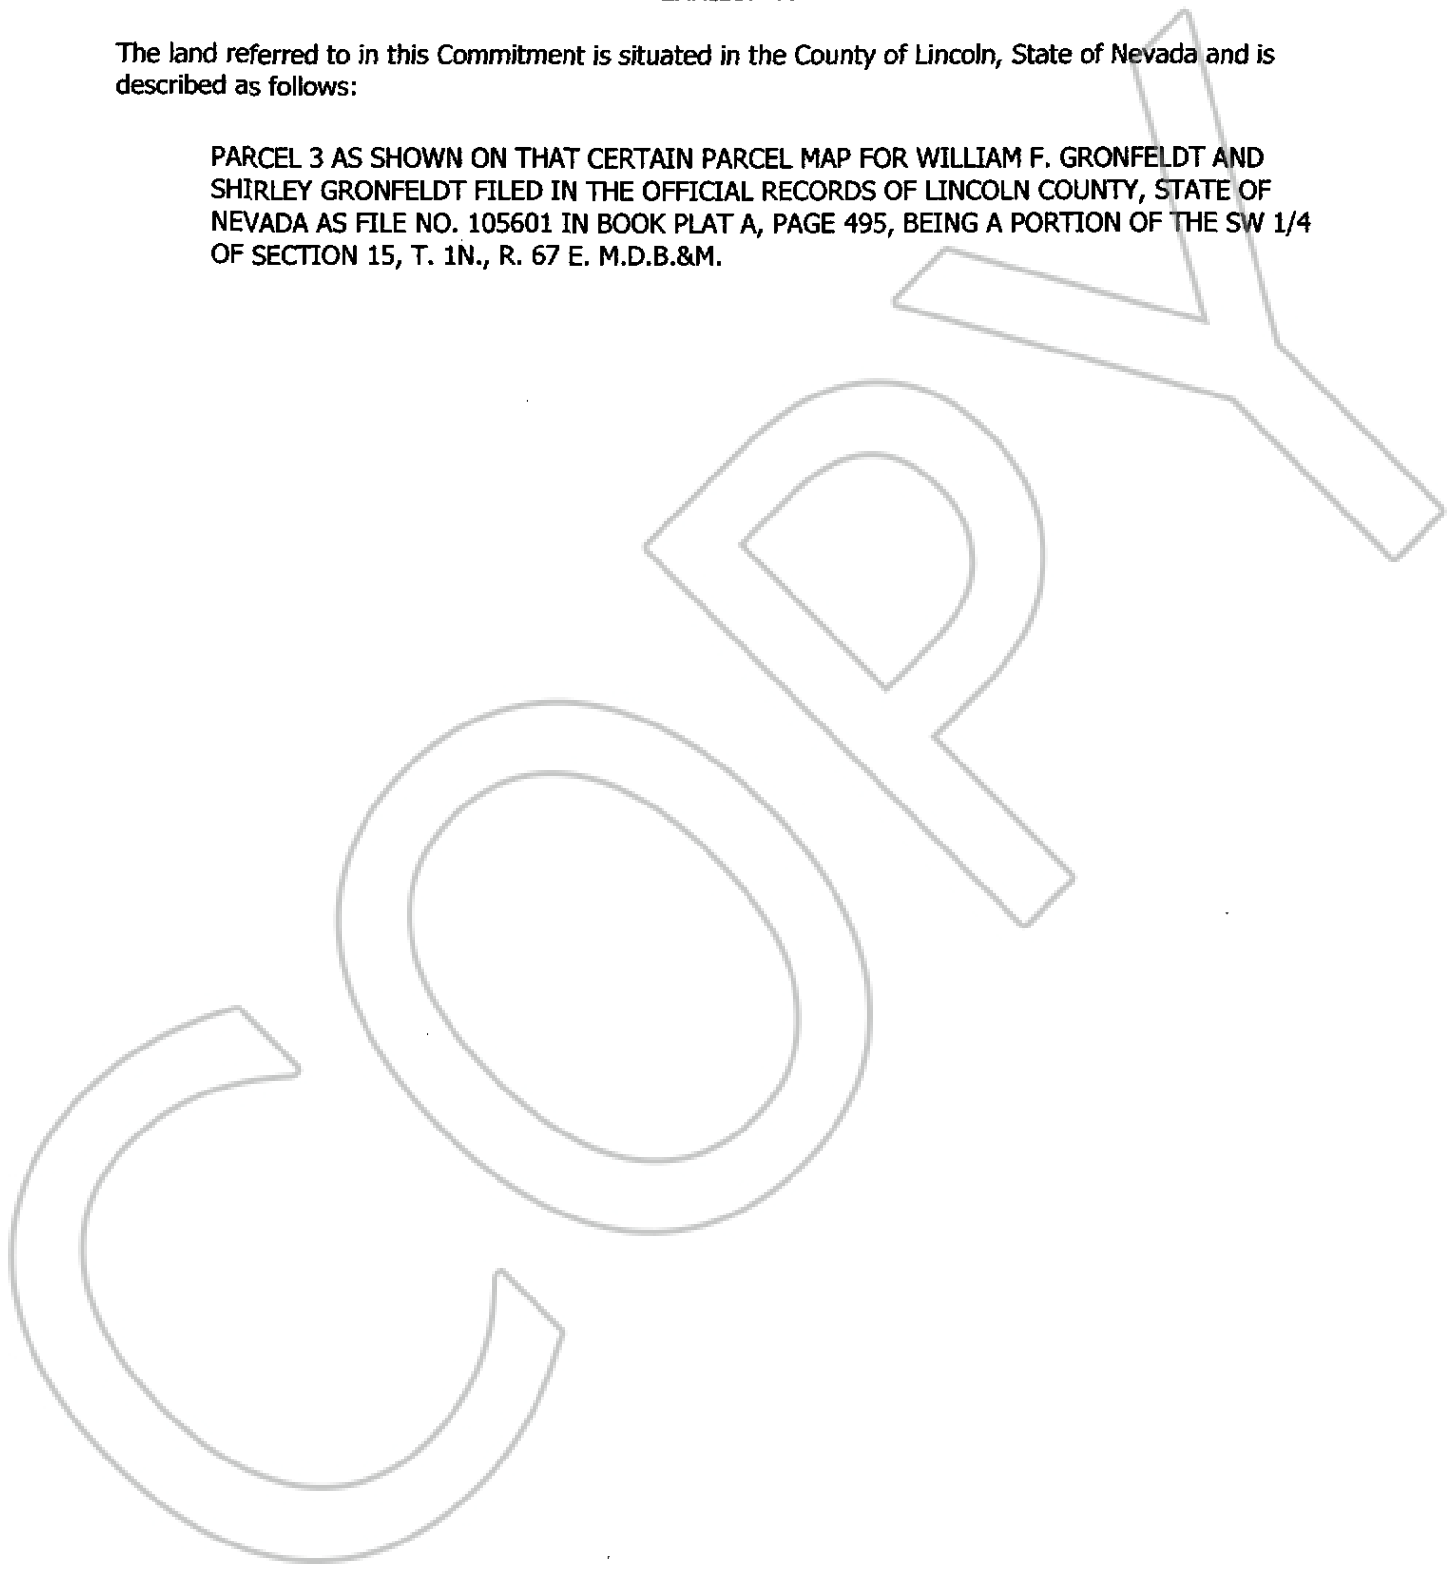 The land referred to in this Commitment is situated in the County of Lincoln, State of Nevada and is
described as follows:
PARCEL 3 AS SHOWN ON THAT CERTAIN PARCEL MAP FOR WILLIAM F. GRONFELDT AND
SHIRLEY GRONFELDT FILED IN THE OFFICIAL RECORDS OF LINCOLN COUNTY, STATE OF
NEVADA AS FILE NO. 105601 IN BOOK PLAT A, PAGE 495, BEING A PORTION OF THE SW 1/4
OF SECTION 15, T. 1N., R. 67 E. M.D.B.&M.
COPY